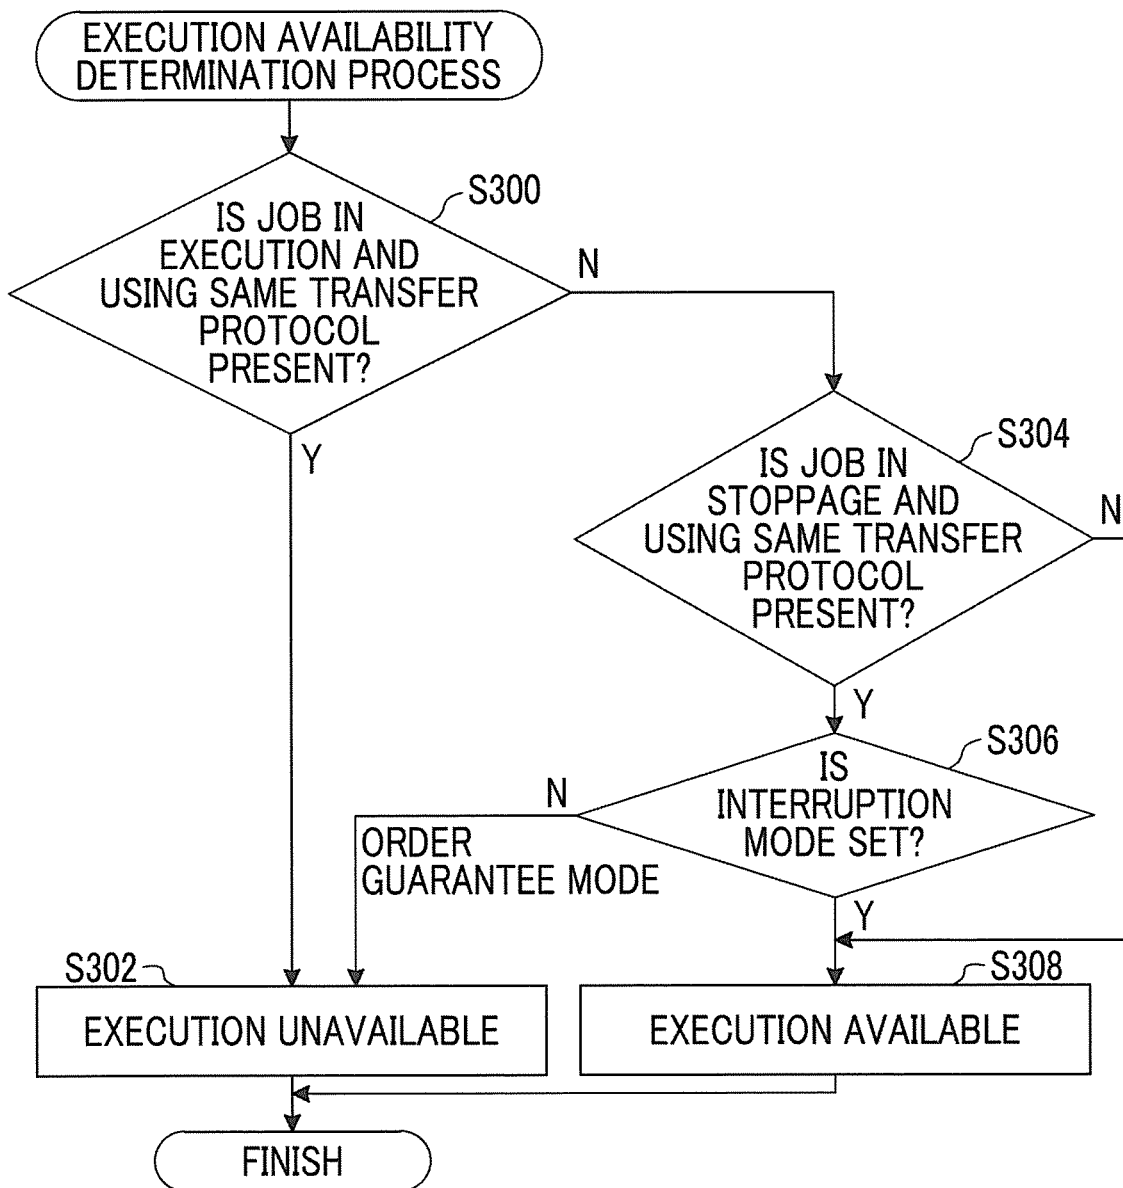 EXECUTION AVAILABILITY
DETERMINATION PROCESS
S300
IS JOB IN
EXECUTION AND
USING SAME TRANSFER
PROTOCOL
PRESENT?
N
Y
S304
IS JOB IN
STOPPAGE AND
USING SAME TRANSFER
PROTOCOL
PRESENT?
N
Y
S306
IS
INTERRUPTION
MODE SET?
N
ORDER
GUARANTEE MODE
Y
S302
EXECUTION UNAVAILABLE
S308
EXECUTION AVAILABLE
FINISH